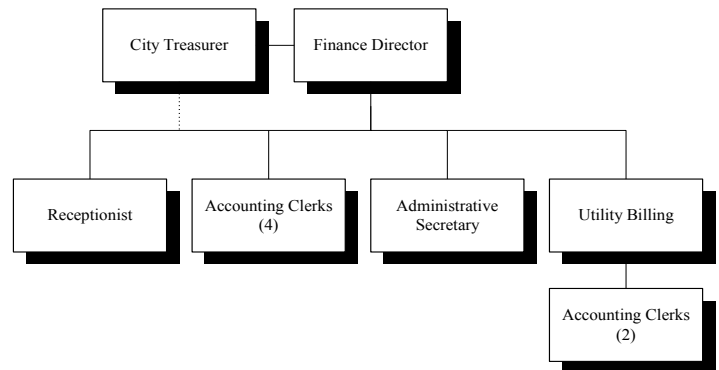 City Treasurer
Finance Director
Receptionist
Accounting Clerks
(4)
Administrative
Secretary
Utility Billing
Accounting Clerks
(2)